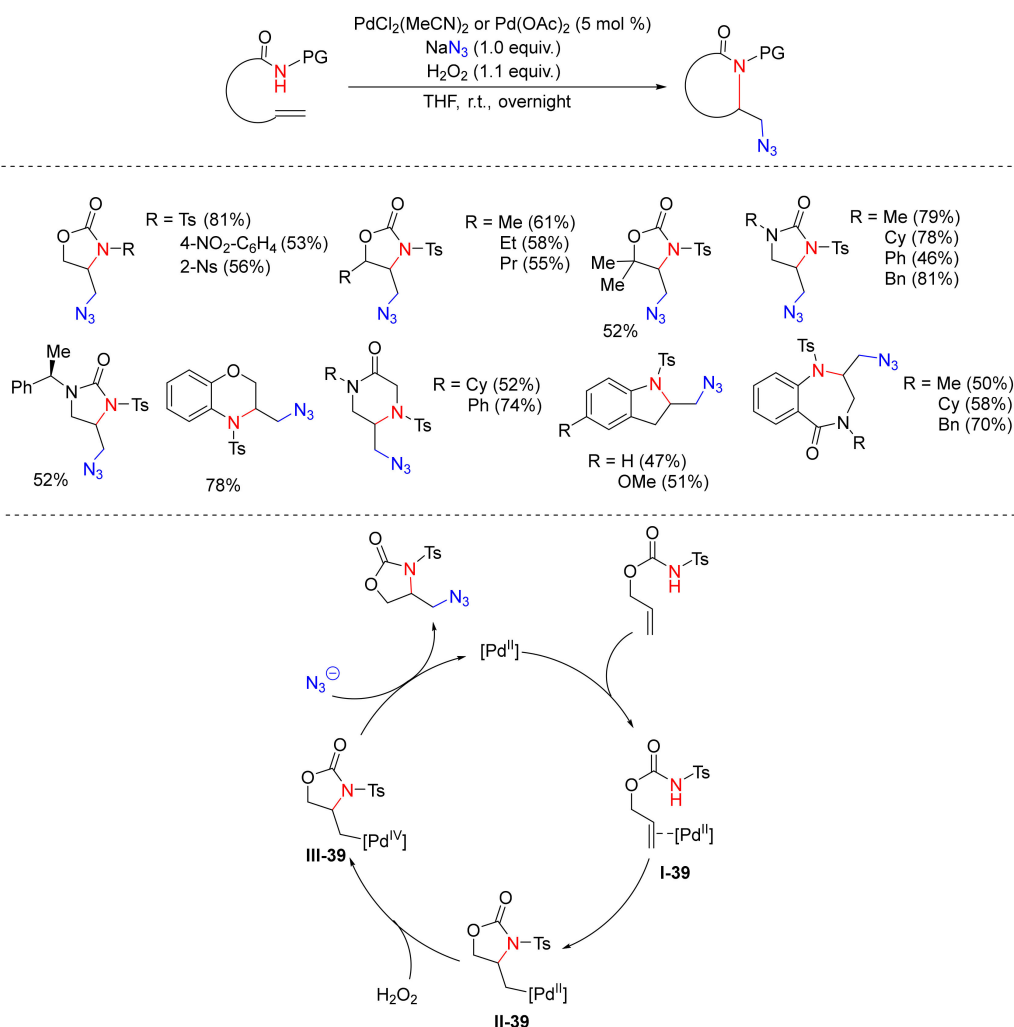 PdCl2(MeCN)2 or Pd(OAc)2 (5 mol %)
NaN3 (1.0 equiv.)
H2O2 (1.1 equiv.)
THF, r.t., overnight
O
N
H
PG
O
N
PG
N3
O
O
N
R
N3
R = Ts (81%)
4-NO2-C6H4 (53%)
2-Ns (56%)
O
O
N
Ts
R
N3
R = Me (61%)
Et (58%)
Pr (55%)
O
O
N
Ts
Me
Me
N3
52%
R
O
N
N
Ts
N3
R = Me (79%)
Cy (78%)
Ph (46%)
Bn (81%)
Me
Ph
N
O
N
Ts
N3
52%
O
N
Ts
N3
78%
O
R
N
N
Ts
N3
R = Cy (52%)
Ph (74%)
Ts
N
N3
R
R = H (47%)
OMe (51%)
Ts
N
N3
N
O
R
R = Me (50%)
Cy (58%)
Bn (70%)
O
O
N
Ts
N3
O
O
N
H
Ts
[PdII]
N3⊖
O
O
N
Ts
[PdIV]
III-39
O
O
N
H
Ts
[PdII]
I-39
O
O
N
Ts
[PdII]
H2O2
II-39